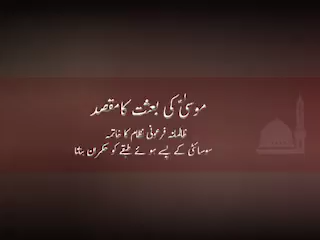 موسیٰؑ کی بعثت کا مقصد
ظالمانہ فرعونی نظام کا خاتمہ
سوسائٹی کے پسے ہوئے طبقے کو حکمران بنانا